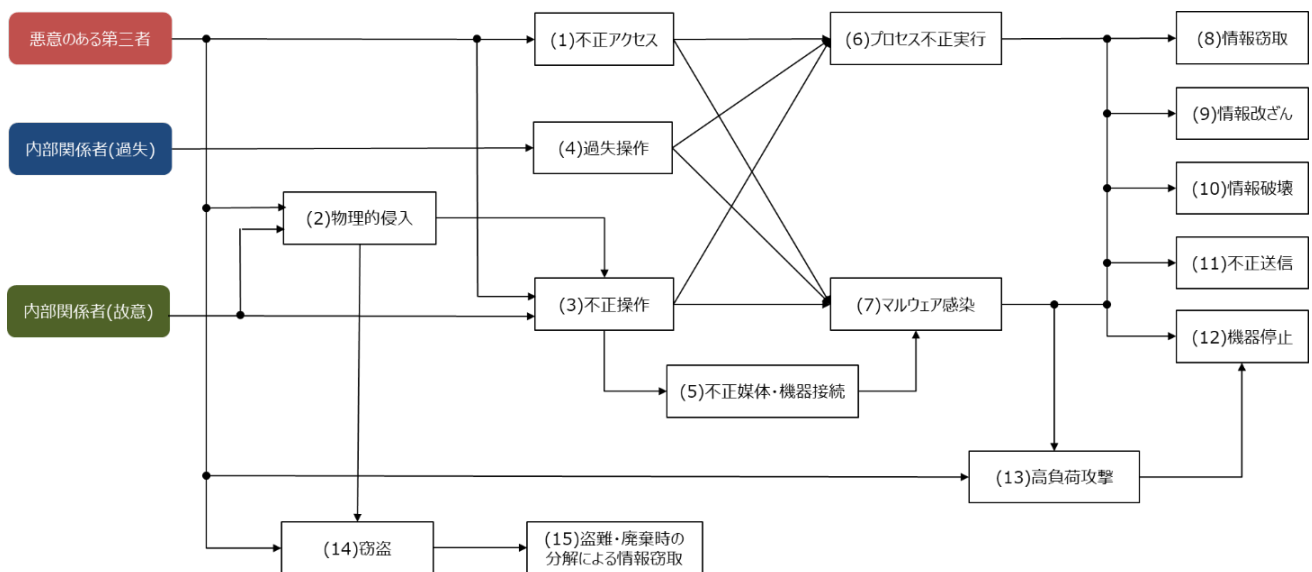 悪意のある第三者
(1)不正アクセス
(6)プロセス不正実行
(8)情報窃取
(9)情報改ざん
内部関係者(過失)
(4)過失操作
(10)情報破壊
(2)物理的侵入
(11)不正送信
内部関係者(故意)
(3)不正操作
(7)マルウェア感染
(12)機器停止
(5)不正媒体・機器接続
(13)高負荷攻撃
(14)窃盗
(15)盗難・廃棄時の
分解による情報窃取